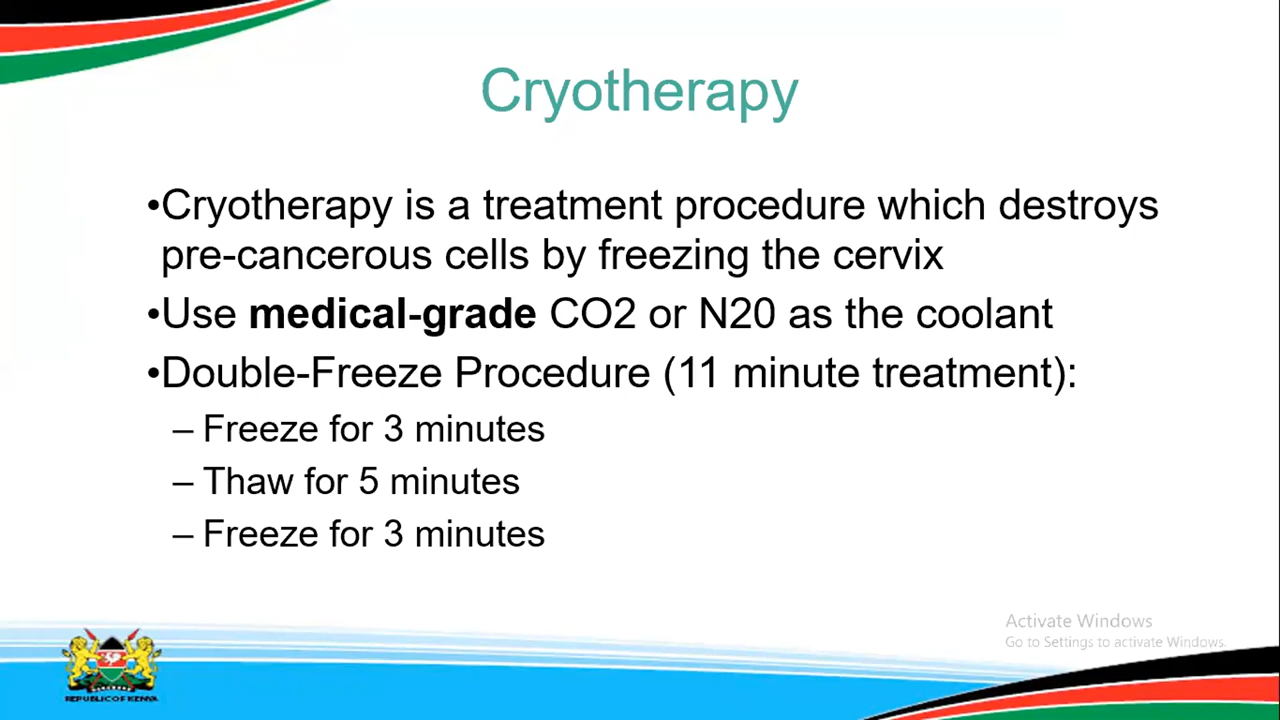 Cryotherapy
•Cryotherapy is a treatment procedure which destroys
pre-cancerous cells by freezing the cervix
•Use medical-grade CO2 or N20 as the coolant
•Double-Freeze Procedure (11 minute treatment):
– Freeze for 3 minutes
– Thaw for 5 minutes
– Freeze for 3 minutes
Activate Windows
Go to Settings to activate Windows.
REPUBLIC OF KENYA